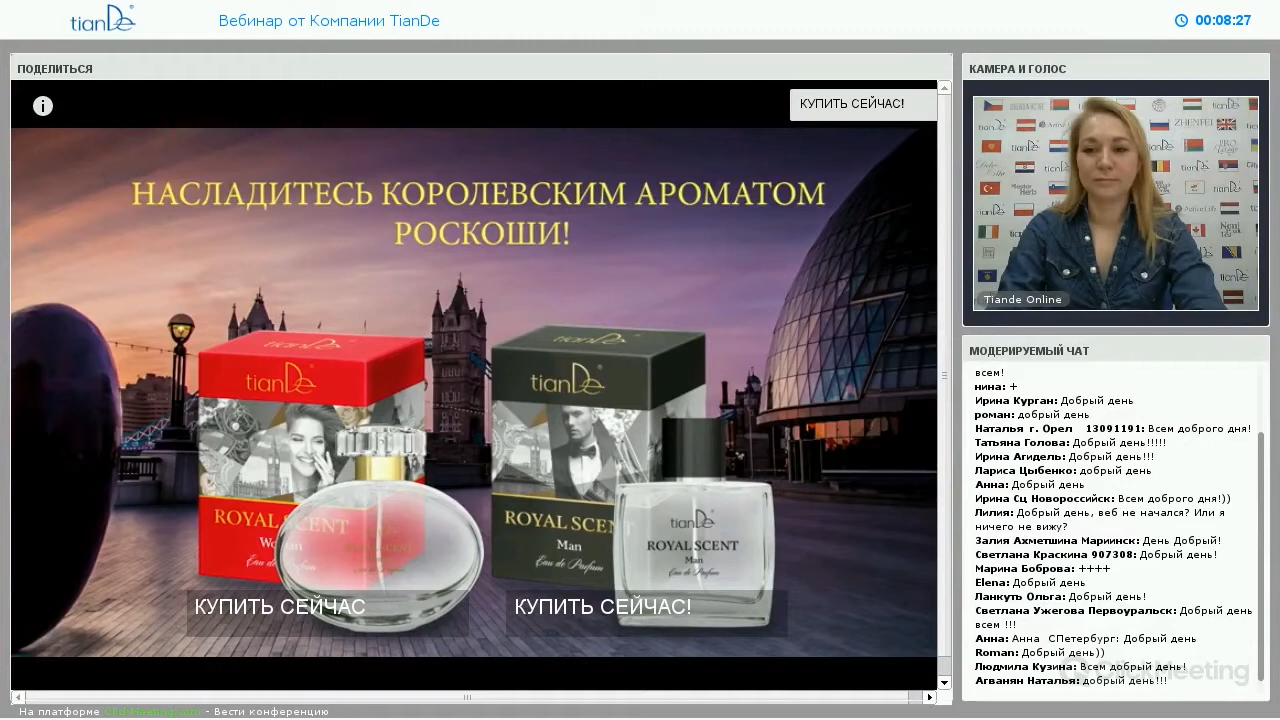 tianDe
Вебинар от Компании TianDe
00:08:27
ПОДЕЛИТЬСЯ
i
КУПИТЬ СЕЙЧАС!
НАСЛАДИТЕСЬ КОРОЛЕВСКИМ АРОМАТОМ
РОСКОШИ!
tianDe
ROYAL SCENT
Eau de Parfum
tianDe
ROYAL SCENT
Man
Eau de Parfum
tianDe
ROYAL SCENT
Man
Eau de Parfum
КУПИТЬ СЕЙЧАС
КУПИТЬ СЕЙЧАС!
КАМЕРА И ГОЛОС
ZHENFEI
Tiande Online
МОДЕРИРУЕМЫЙ ЧАТ
всем!
нина: +
Ирина Курган: Добрый день
роман: добрый день
Наталья г. Орел 13091191: Всем доброго дня!
Татьяна Голова: Добрый день!!!!!
Ирина Агидель: Добрый день!!!
Лариса Цыбенко: добрый день
Анна: Добрый день
Ирина Сц Новороссийск: Всем доброго дня!))
Лилия: Добрый день, веб не начался? Или я
ничего не вижу?
Залия Ахметшина Мариинск: День Добрый!
Светлана Краскина 907308: Добрый день!
Марина Боброва: ++++
Elena: Добрый день
Ланкуть Ольга: Добрый день!
Светлана Ужегова Первоуральск: Добрый день
всем !!!
Анна: Анна СПетербург: Добрый день
Roman: Добрый день))
Людмила Кузина: Всем добрый день!
Агванян Наталья: добрый день!!!
ClickMeeting
На платформе ClickMeeting.com - Вести конференцию